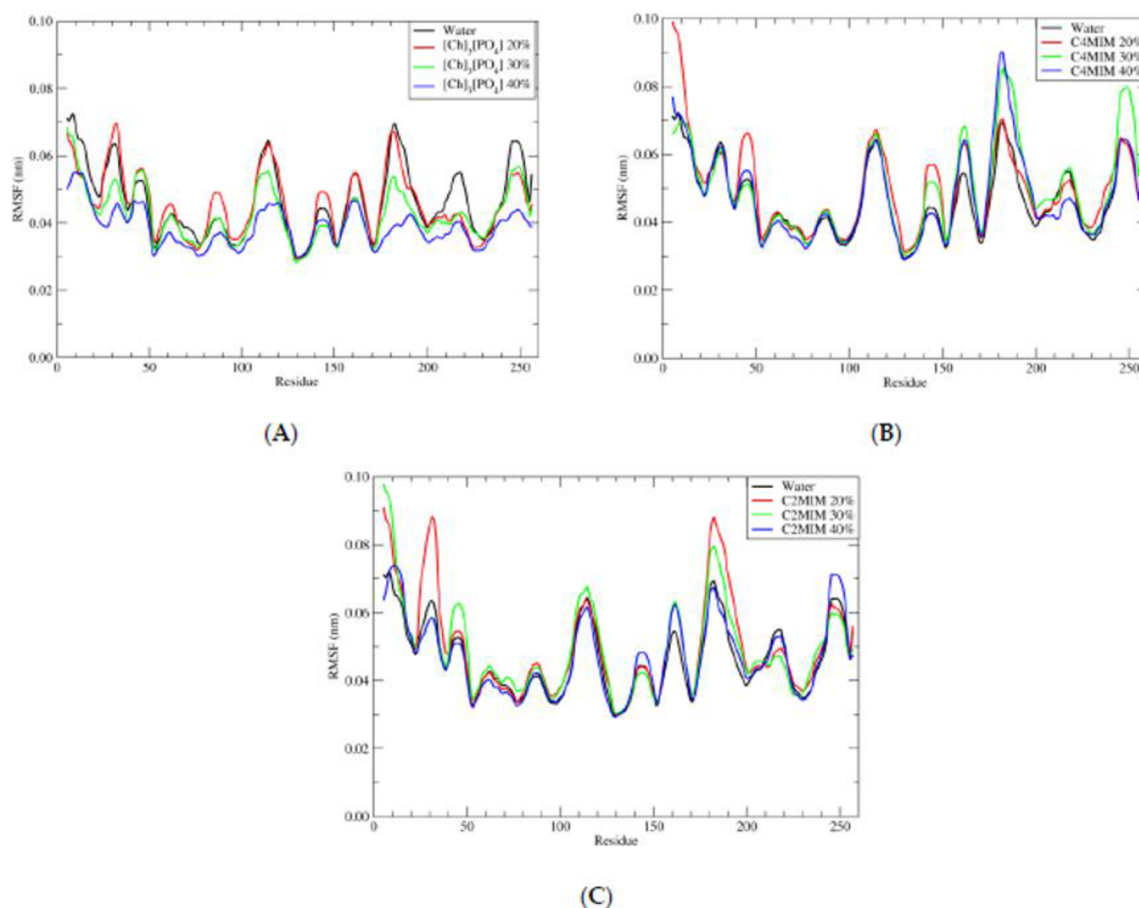 0.10
0.08
0.06
0.04
0.02
0.00
RMSF (nm)
0
50
100
150
200
250
Residue
Water
[Ch]3[PO4] 20%
[Ch]3[PO4] 30%
[Ch]3[PO4] 40%
(A)
0.10
0.08
0.06
0.04
0.02
0.00
RMSF (nm)
0
50
100
150
200
250
Residue
Water
C4MIM 20%
C4MIM 30%
C4MIM 40%
(B)
0.10
0.08
0.06
0.04
0.02
0.00
RMSF (nm)
0
50
100
150
200
250
Residue
Water
C2MIM 20%
C2MIM 30%
C2MIM 40%
(C)